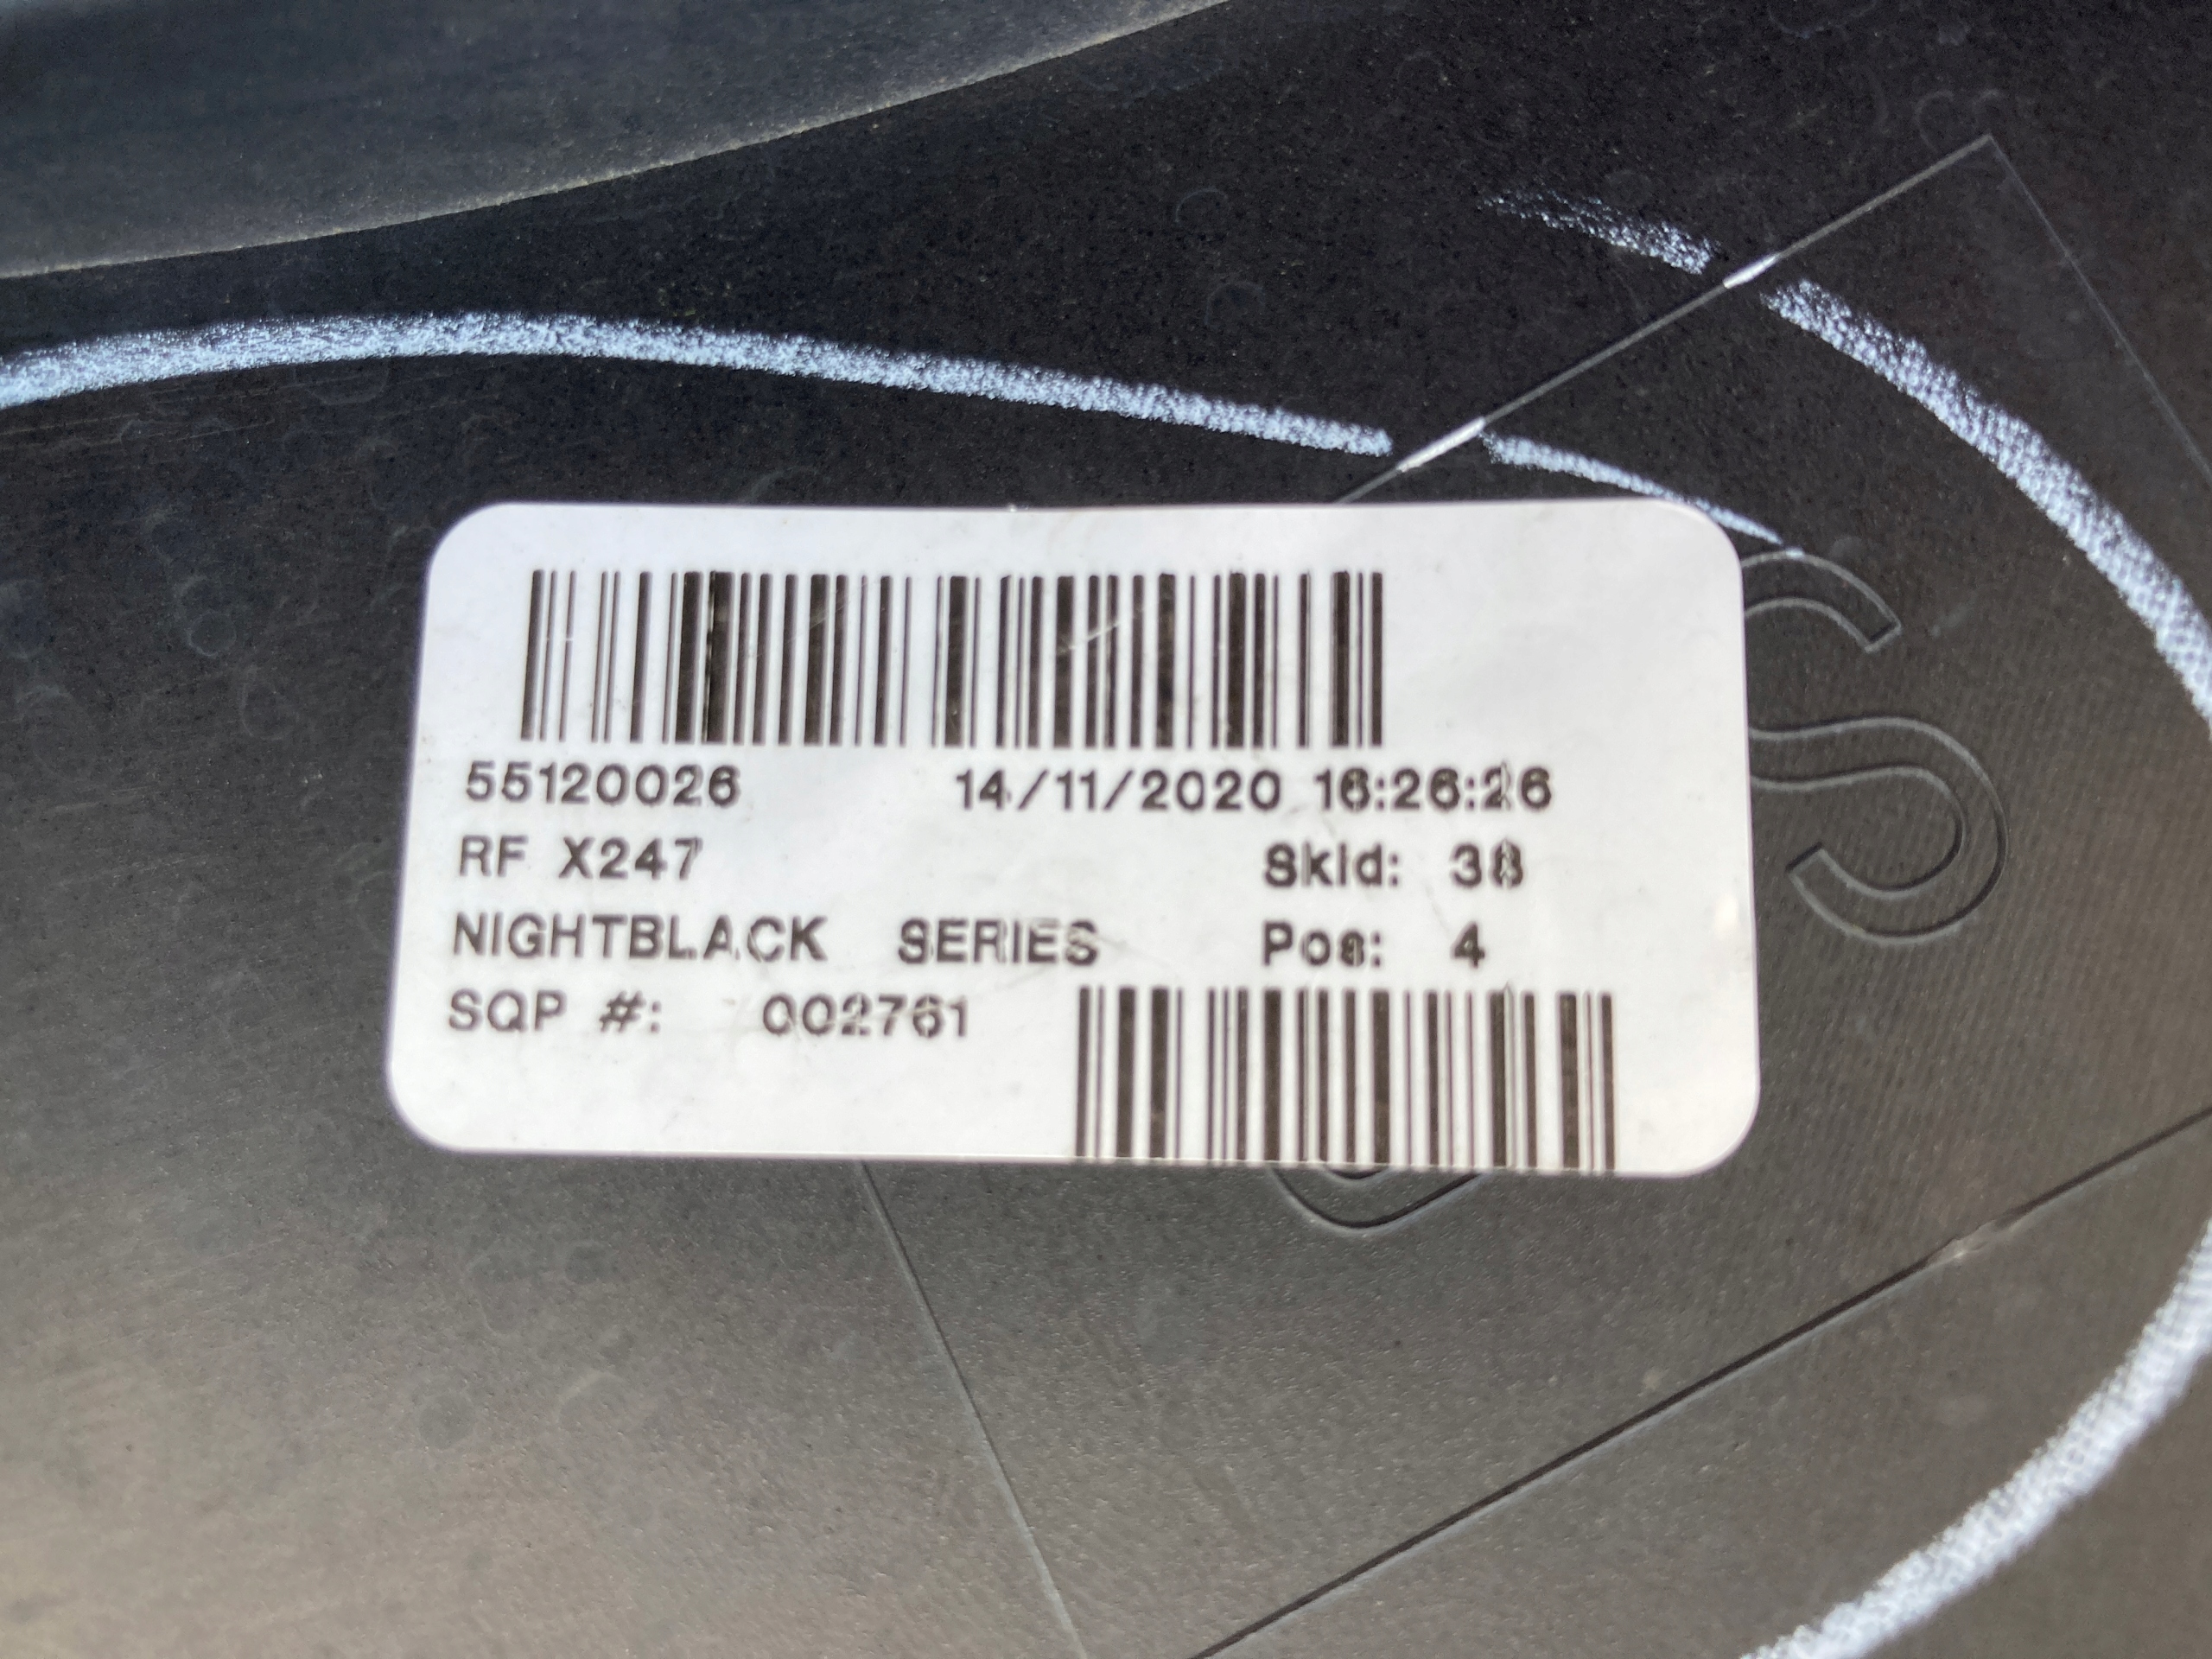 55120026 14/11/2020 16:26:26
RF X247 Skid: 38
NIGHTBLACK SERIES Pos: 4
SQP #: 002761
S